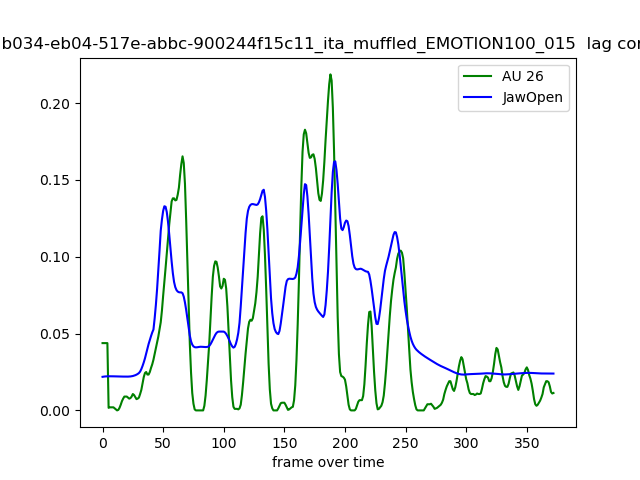 b034-eb04-517e-abbc-900244f15c11_ita_muffled_EMOTION100_015 lag
AU 26
JawOpen
0.20
0.15
0.10
0.05
0.00
0 50 100 150 200 250 300 350
frame over time